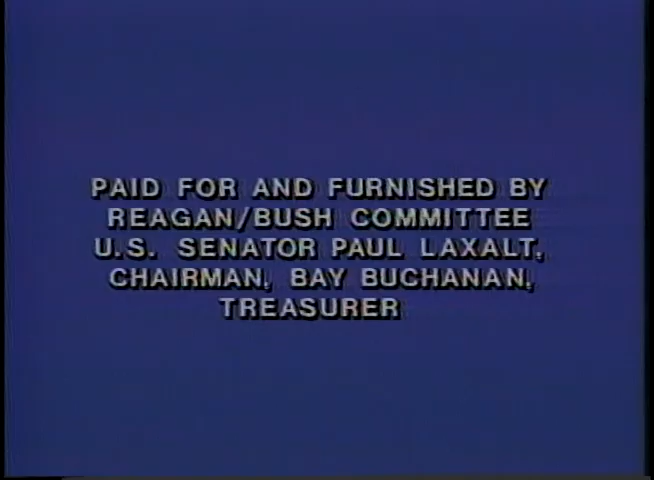 PAID FOR AND FURNISHED BY
REAGAN/BUSH COMMITTEE
U.S. SENATOR PAUL LAXALT,
CHAIRMAN, BAY BUCHANAN,
TREASURER